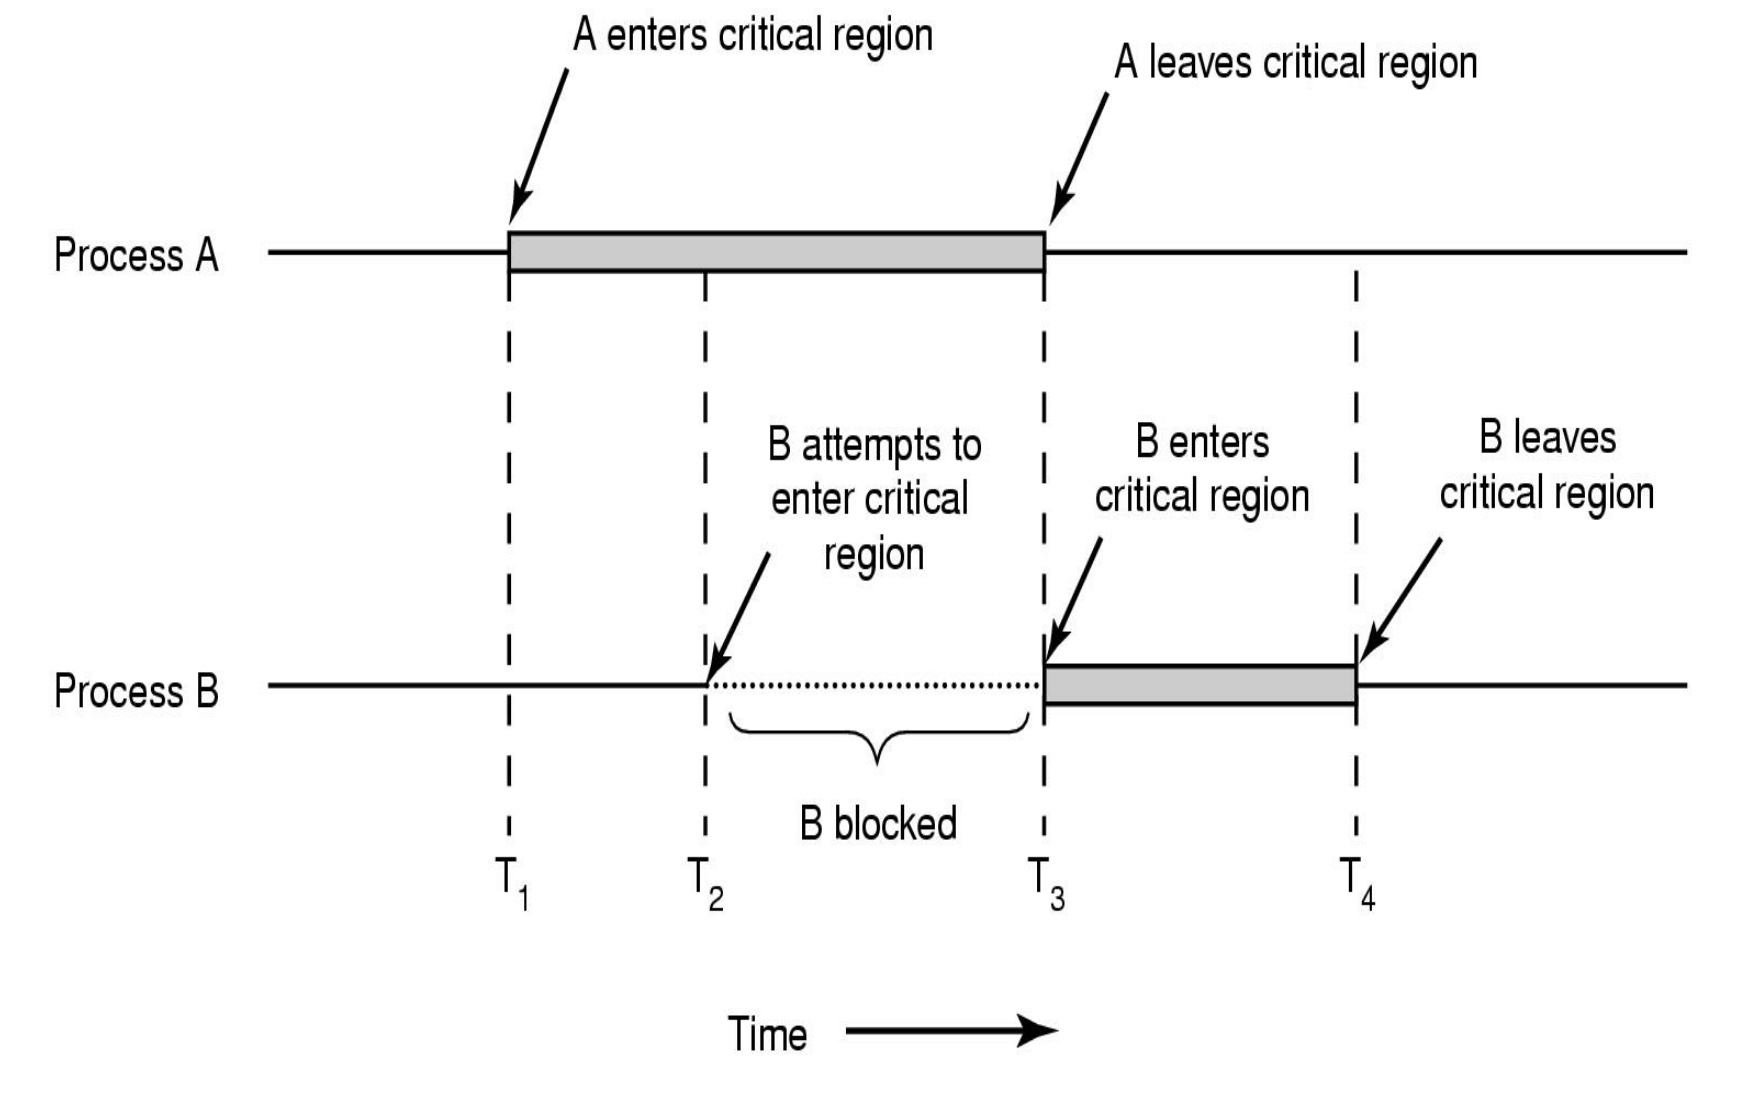 A enters critical region
A leaves critical region
Process A
B attempts to
enter critical
region
B enters
critical region
B leaves
critical region
Process B
B blocked
T1
T2
T3
T4
Time